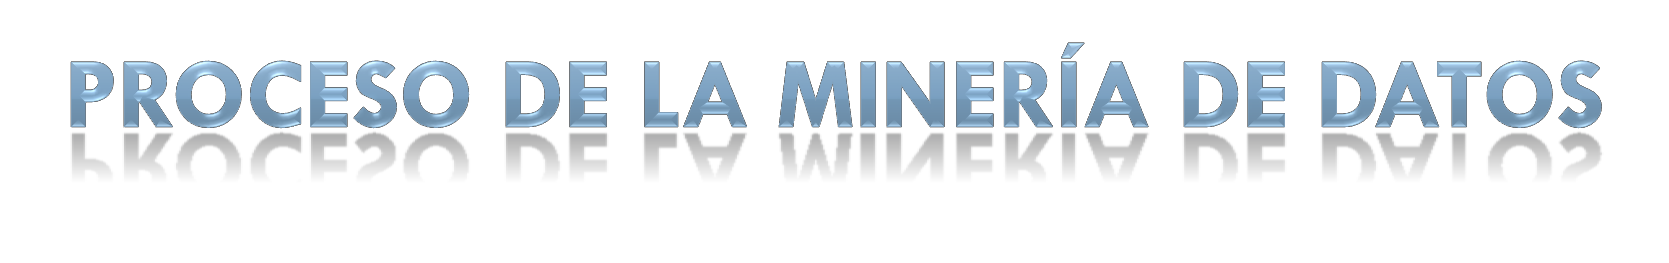 PROCESO DE LA MINERÍA DE DATOS